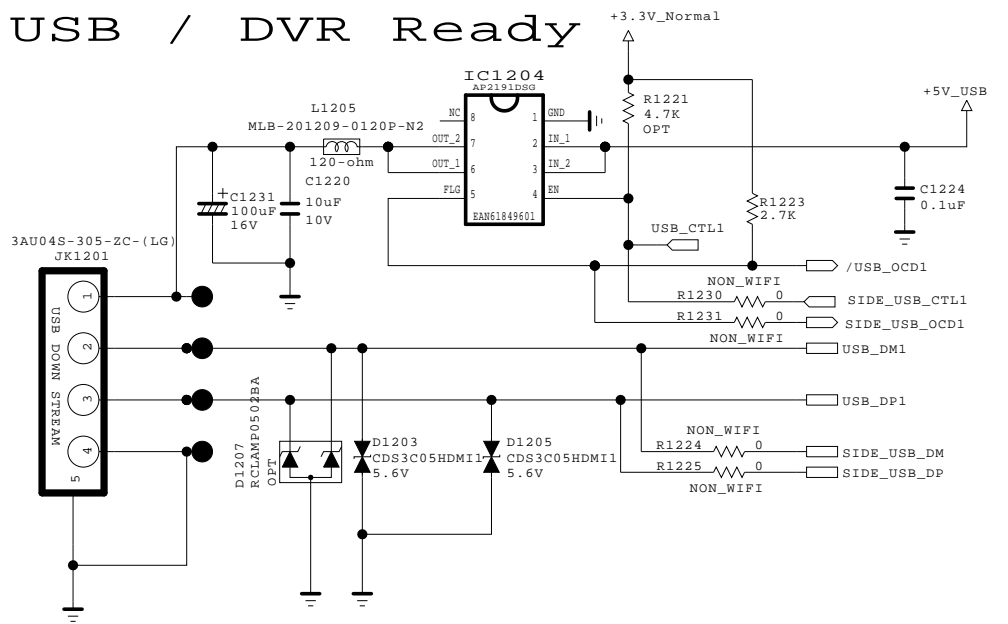 USB / DVR Ready
+3.3V_Normal
IC1204
AP2191DSG
+5V_USB
R1221
4.7K
OPT
L1205
MLB-201209-0120P-N2
120-ohm
NC 8 1 GND
OUT_2 7 2 IN_1
OUT_1 6 3 IN_2
FLG 5 4 EN
EAN61849601
+
C1231
100uF
16V
C1220
10uF
10V
C1224
0.1uF
R1223
2.7K
USB_CTL1
3AU04S-305-ZC-(LG)
JK1201
/USB_OCD1
NON_WIFI
R1230 0 SIDE_USB_CTL1
R1231 0 SIDE_USB_OCD1
NON_WIFI
USB_DM1
USB_DP1
1
2
3
4
5
USB DOWN STREAM
D1207
RCLAMP0502BA
OPT
D1203
CDS3C05HDMI1
5.6V
D1205
CDS3C05HDMI1
5.6V
NON_WIFI
R1224 0 SIDE_USB_DM
R1225 0 SIDE_USB_DP
NON_WIFI